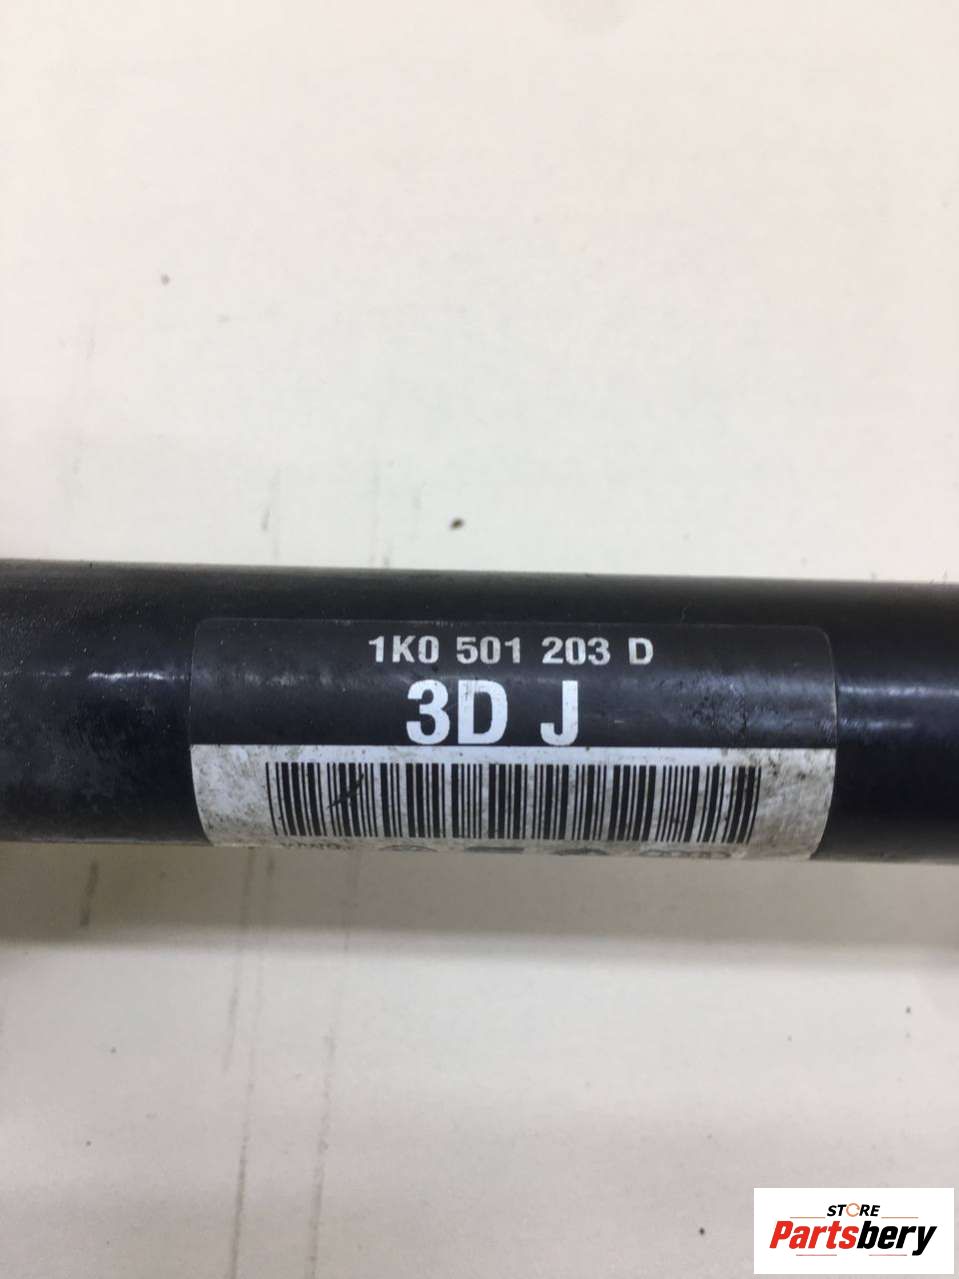 1K0 501 203 D
3D J
STORE
Partsbery